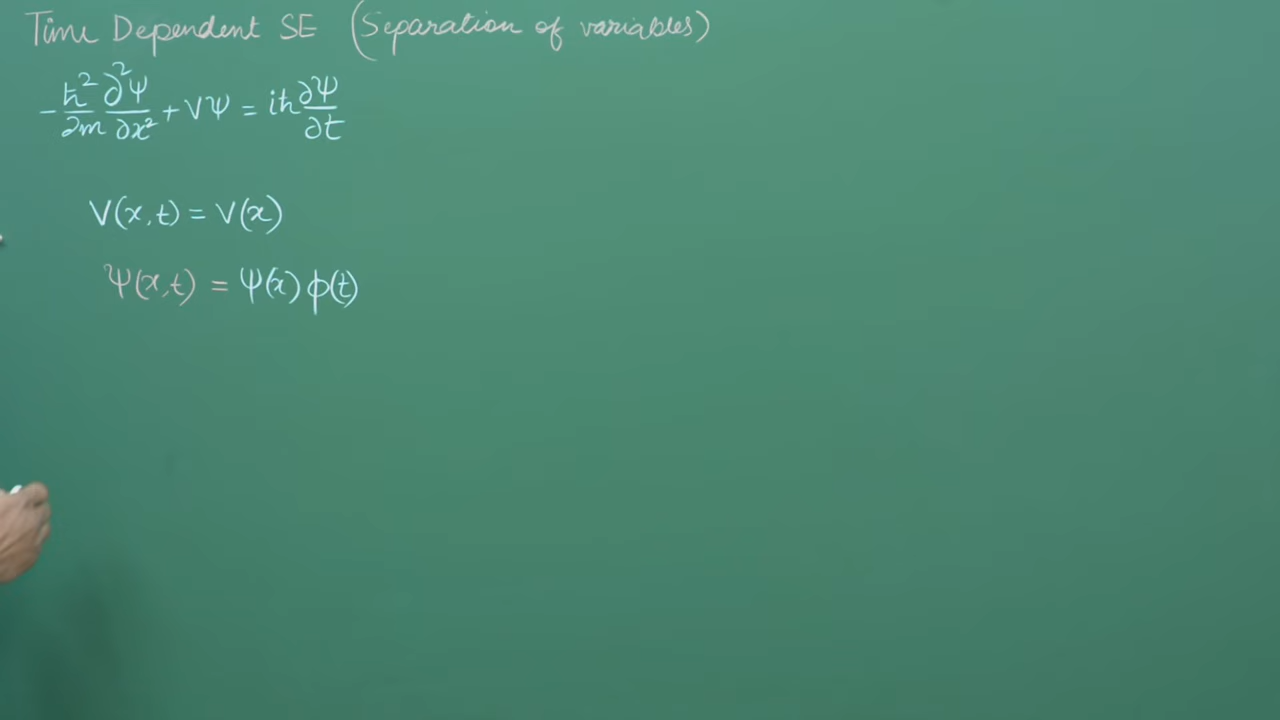 Time Dependent SE (Separation of variables)
-ħ²/2m ∂²Ψ/∂x² + VΨ = iħ ∂Ψ/∂t
V(x,t) = V(x)
Ψ(x,t) = ψ(x) φ(t)